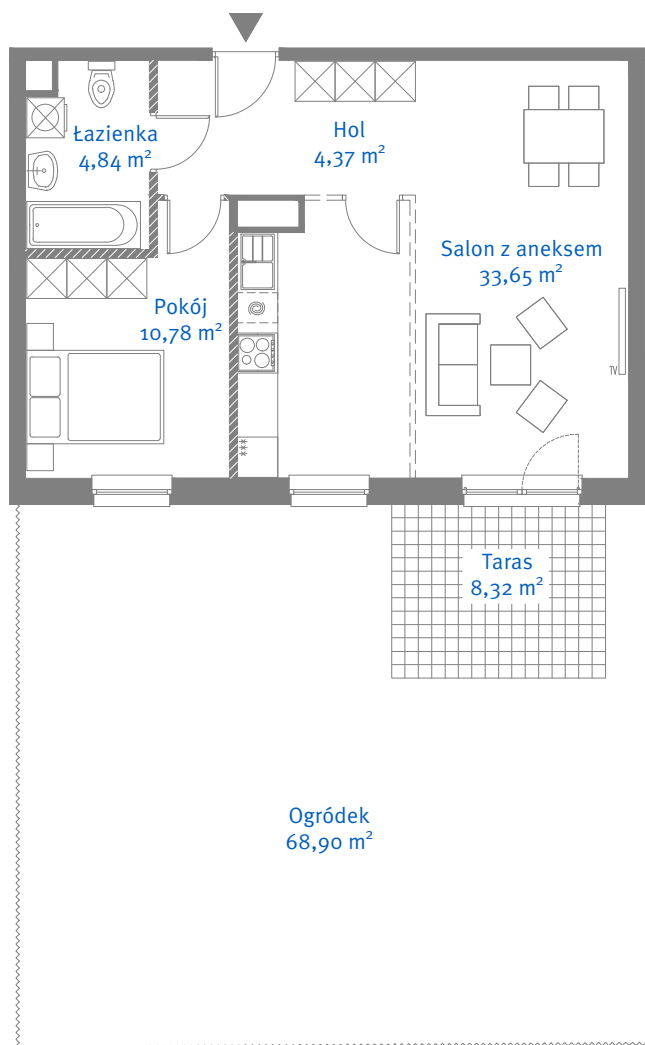 Łazienka
4,84 m²
Hol
4,37 m²
Salon z aneksem
33,65 m²
Pokój
10,78 m²
TV
Taras
8,32 m²
Ogródek
68,90 m²